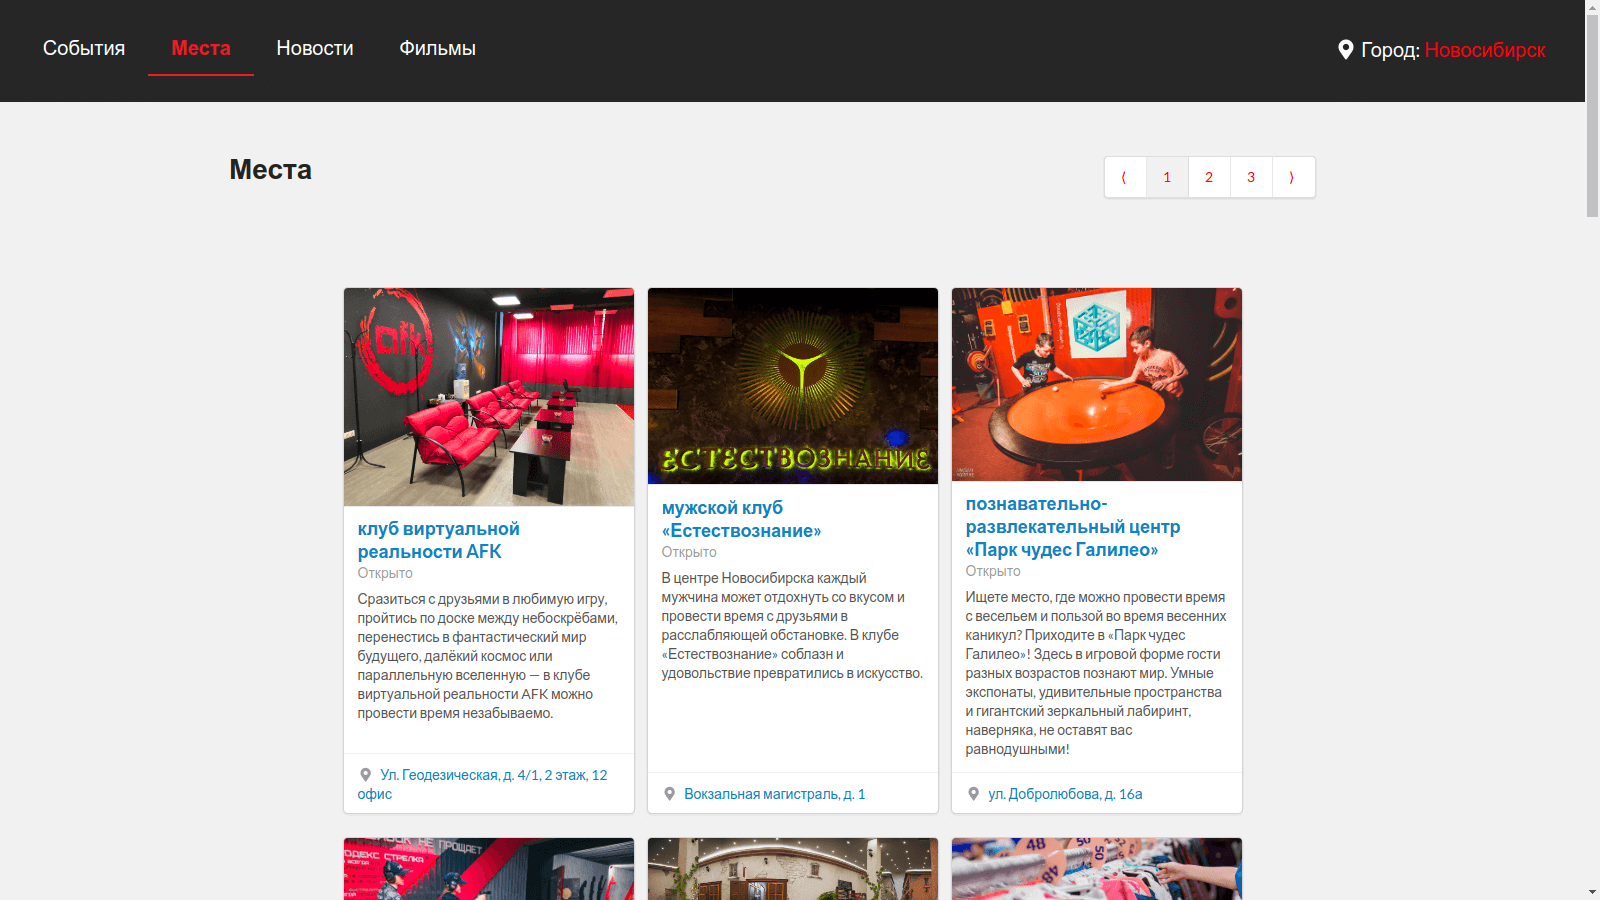 События Места Новости Фильмы Город: Новосибирск
Места
⟨ 1 2 3 ⟩
afk
ЕСТЕСТВОЗНАНИЕ
клуб виртуальной
реальности AFK
Открыто
Сразиться с друзьями в любимую игру,
пройтись по доске между небоскрёбами,
перенестись в фантастический мир
будущего, далёкий космос или
параллельную вселенную — в клубе
виртуальной реальности AFK можно
провести время незабываемо.
Ул. Геодезическая, д. 4/1, 2 этаж, 12
офис
мужской клуб
«Естествознание»
Открыто
В центре Новосибирска каждый
мужчина может отдохнуть со вкусом и
провести время с друзьями в
расслабляющей обстановке. В клубе
«Естествознание» соблазн и
удовольствие превратились в искусство.
Вокзальная магистраль, д. 1
познавательно-
развлекательный центр
«Парк чудес Галилео»
Открыто
Ищете место, где можно провести время
с весельем и пользой во время весенних
каникул? Приходите в «Парк чудес
Галилео»! Здесь в игровой форме гости
разных возрастов познают мир. Умные
экспонаты, удивительные пространства
и гигантский зеркальный лабиринт,
наверняка, не оставят вас
равнодушными!
ул. Добролюбова, д. 16а
НЕ ПРОЩАЕТ
КОДЕКС СТРЕЛКА
48 50
48